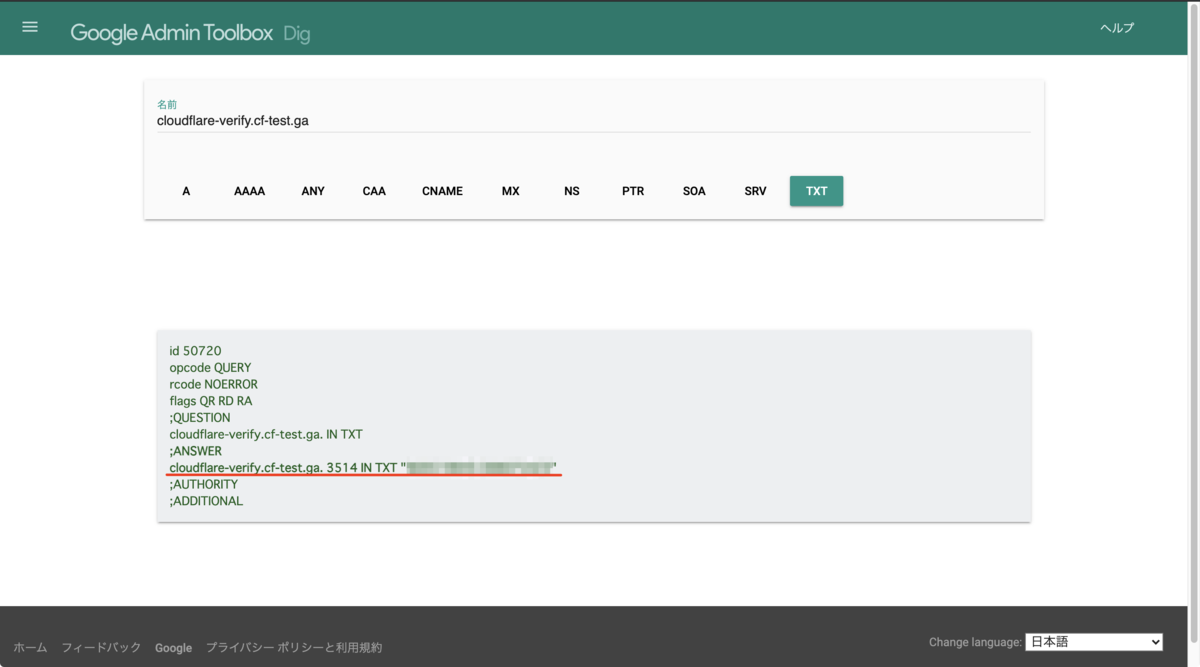 Google Admin Toolbox Dig
ヘルプ
名前
cloudflare-verify.cf-test.ga
A AAAA ANY CAA CNAME MX NS PTR SOA SRV TXT
id 50720
opcode QUERY
rcode NOERROR
flags QR RD RA
;QUESTION
cloudflare-verify.cf-test.ga. IN TXT
;ANSWER
cloudflare-verify.cf-test.ga. 3514 IN TXT "
;AUTHORITY
;ADDITIONAL
ホーム フィードバック Google プライバシー ポリシーと利用規約
Change language: 日本語